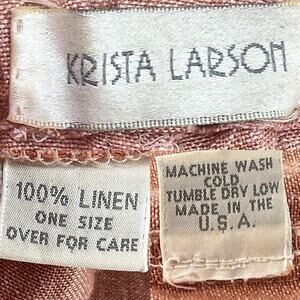 KRISTA LARSON
100% LINEN
ONE SIZE
OVER FOR CARE
MACHINE WASH
COLD
TUMBLE DRY LOW
MADE IN THE
U.S.A.